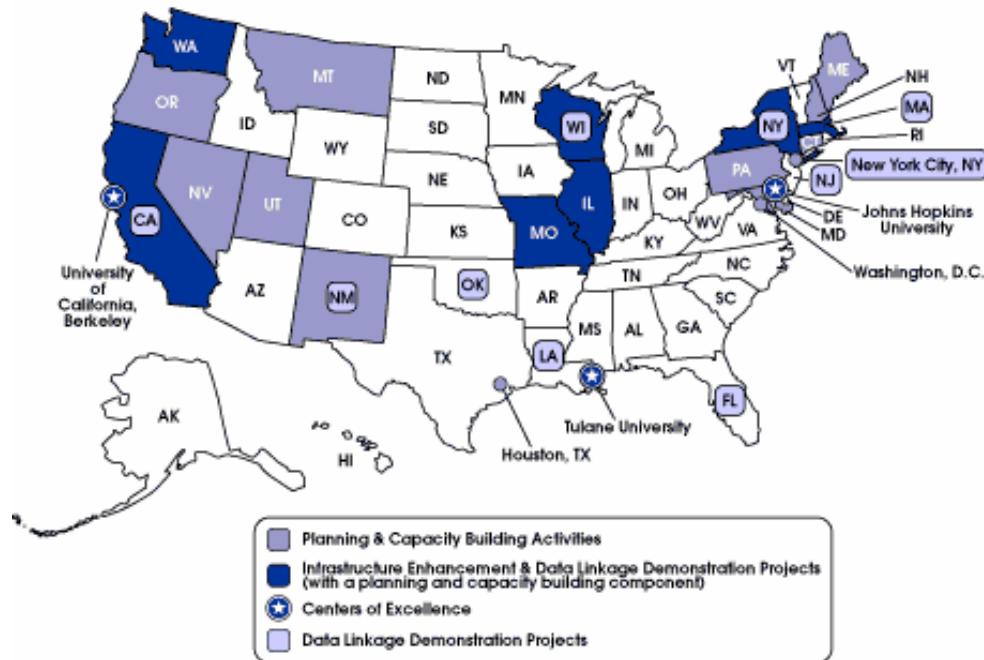 WA
MT
ND
MN
VT
ME
NH
OR
ID
SD
WI
NY
MA
WY
MI
CT
RI
IA
PA
New York City, NY
NE
NV
UT
IL
IN
OH
NJ
CA
CO
KS
MO
WV
VA
DE
MD
Johns Hopkins
University
KY
Washington, D.C.
University
of
California,
Berkeley
AZ
NM
OK
TN
NC
AR
SC
MS
AL
GA
TX
LA
FL
AK
HI
Tulane University
Houston, TX
Planning & Capacity Building Activities
Infrastructure Enhancement & Data Linkage Demonstration Projects
(with a planning and capacity building component)
Centers of Excellence
Data Linkage Demonstration Projects